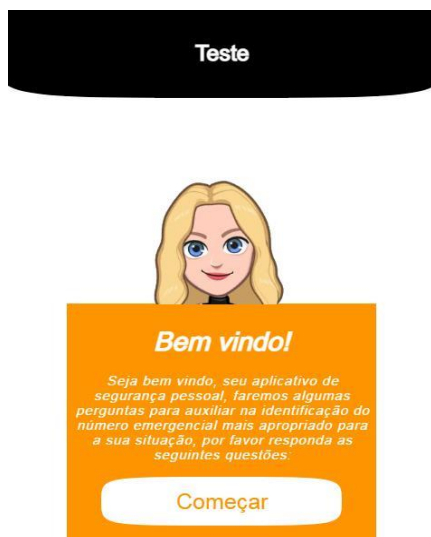 Teste
Bem vindo!
Seja bem vindo, seu aplicativo de
segurança pessoal, faremos algumas
perguntas para auxiliar na identificação do
número emergencial mais apropriado para
a sua situação, por favor responda as
seguintes questões:
Começar